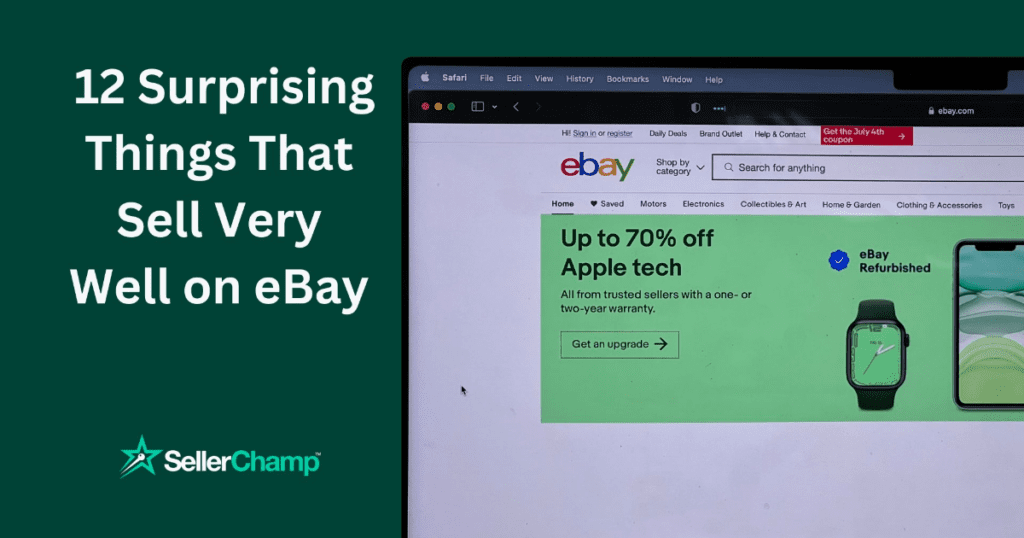 12 Surprising
Things That
Sell Very
Well on eBay
SellerChamp™
Safari File Edit View History Bookmarks Window Help
ebay.com
Hi! Sign in or register Daily Deals Brand Outlet Help & Contact Get the July 4th
coupon
ebay
Shop by
category
Search for anything
Home Saved Motors Electronics Collectibles & Art Home & Garden Clothing & Accessories Toys
Up to 70% off
Apple tech
All from trusted sellers with a one- or
two-year warranty.
Get an upgrade
eBay
Refurbished